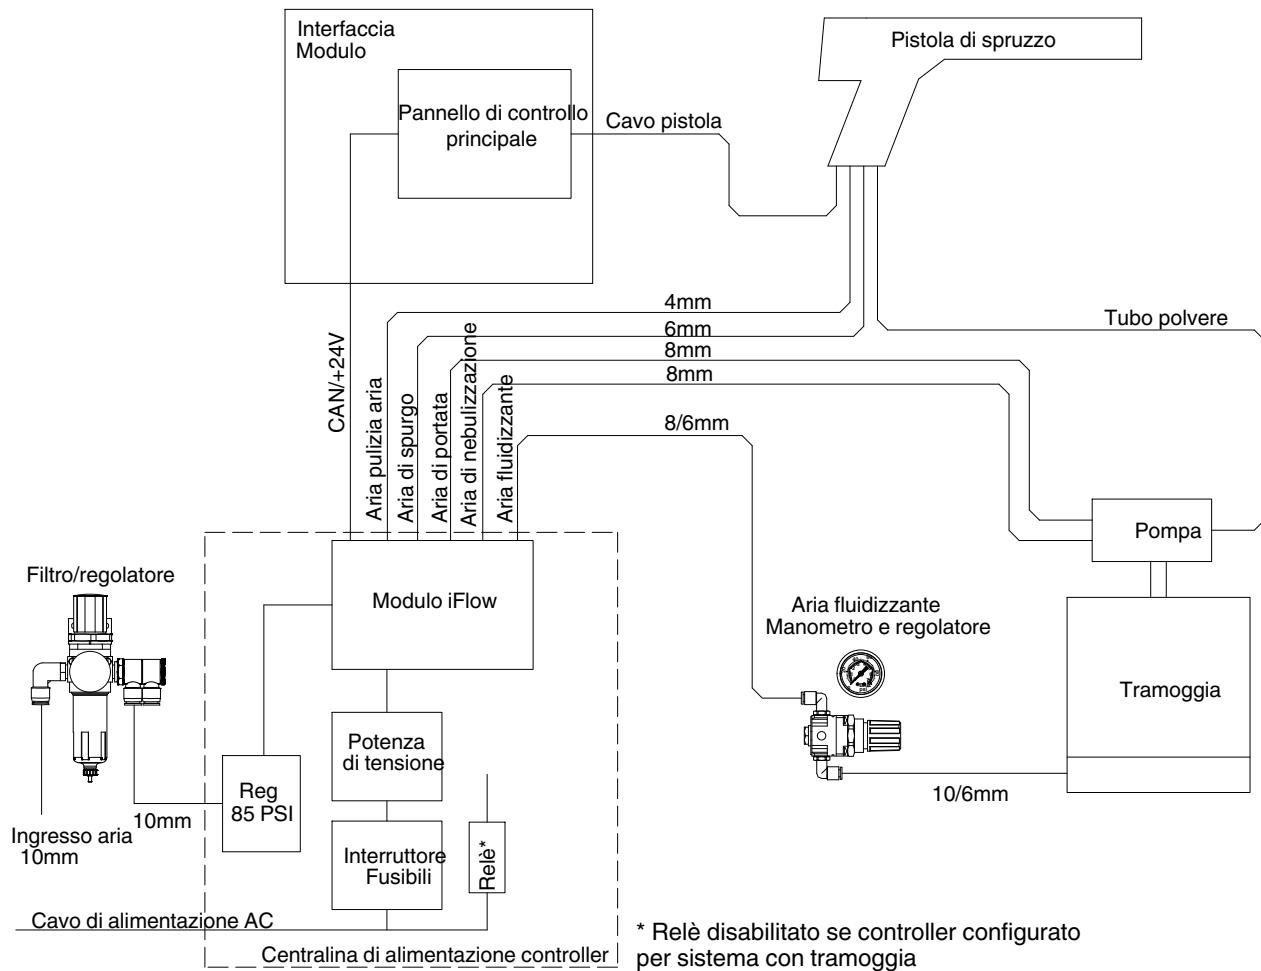 Interfaccia
Modulo
Pannello di controllo
principale
Cavo pistola
Pistola di spruzzo
4mm
6mm
8mm
8mm
8/6mm
Tubo polvere
CAN/+24V
Aria pulizia aria
Aria di spurgo
Aria di portata
Aria di nebulizzazione
Aria fluidizzante
Filtro/regolatore
Modulo iFlow
Pompa
Aria fluidizzante
Manometro e regolatore
psi
Tramoggia
Potenza
di tensione
Reg
85 PSI
10mm
Ingresso aria
10mm
10/6mm
Interruttore
Fusibili
Relè*
Cavo di alimentazione AC
Centralina di alimentazione controller
* Relè disabilitato se controller configurato
per sistema con tramoggia